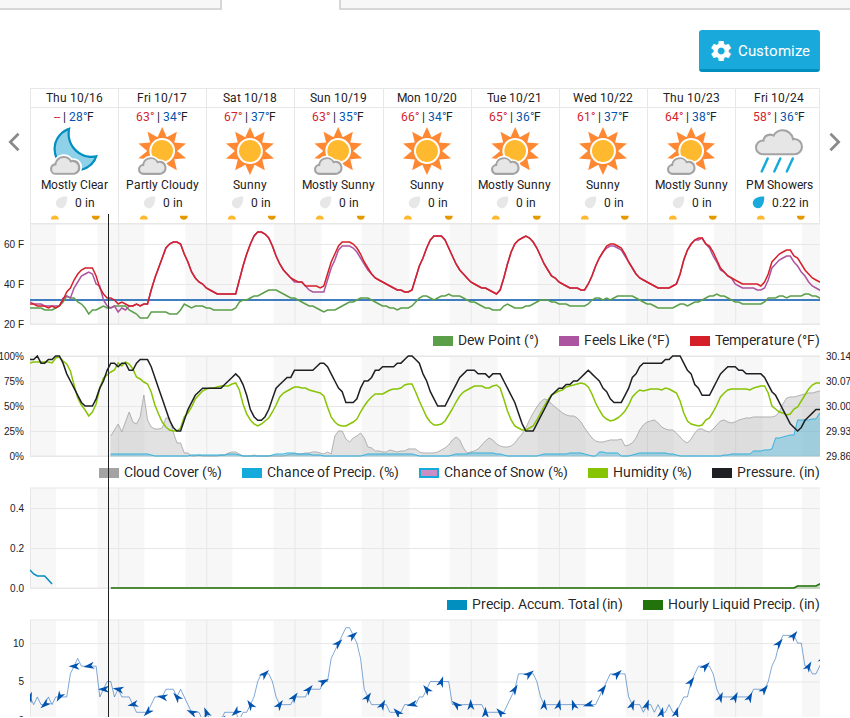 Customize
Thu 10/16 Fri 10/17 Sat 10/18 Sun 10/19 Mon 10/20 Tue 10/21 Wed 10/22 Thu 10/23 Fri 10/24
– | 28°F 63° | 34°F 67° | 37°F 63° | 35°F 66° | 34°F 65° | 36°F 61° | 37°F 64° | 38°F 58° | 36°F
Mostly Clear Partly Cloudy Sunny Mostly Sunny Sunny Mostly Sunny Sunny Mostly Sunny PM Showers
0 in 0 in 0 in 0 in 0 in 0 in 0 in 0 in 0.22 in
60 F
40 F
20 F
Dew Point (°) Feels Like (°F) Temperature (°F)
100% 30.14
75% 30.07
50% 30.00
25% 29.93
0% 29.86
Cloud Cover (%) Chance of Precip. (%) Chance of Snow (%) Humidity (%) Pressure. (in)
0.4
0.2
0.0
Precip. Accum. Total (in) Hourly Liquid Precip. (in)
10
5